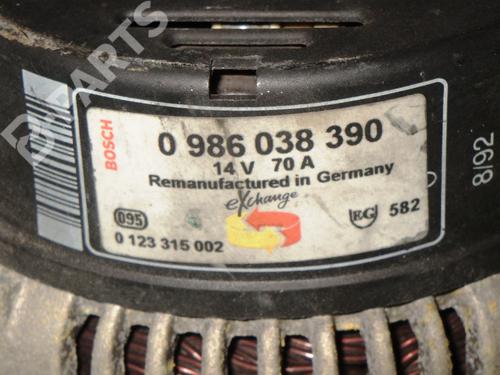 BOSCH
0 986 038 390
14 V 70 A
Remanufactured in Germany
eXchange
095
EG 582
0 123 315 002
8/92
B-PARTS